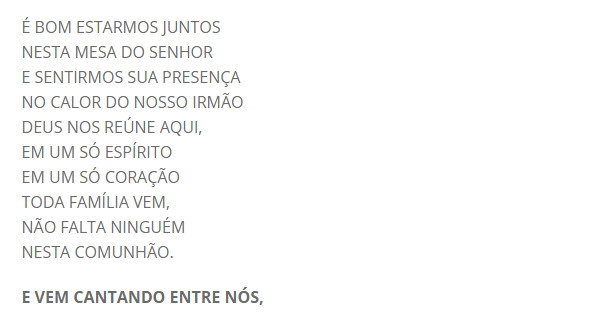 É BOM ESTARMOS JUNTOS
NESTA MESA DO SENHOR
E SENTIRMOS SUA PRESENÇA
NO CALOR DO NOSSO IRMÃO
DEUS NOS REÚNE AQUI,
EM UM SÓ ESPÍRITO
EM UM SÓ CORAÇÃO
TODA FAMÍLIA VEM,
NÃO FALTA NINGUÉM
NESTA COMUNHÃO.
E VEM CANTANDO ENTRE NÓS,